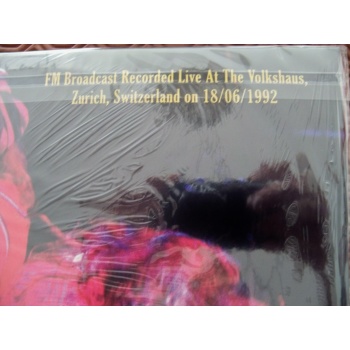 FM Broadcast Recorded Live At The Volkshaus,
Zurich, Switzerland on 18/06/1992